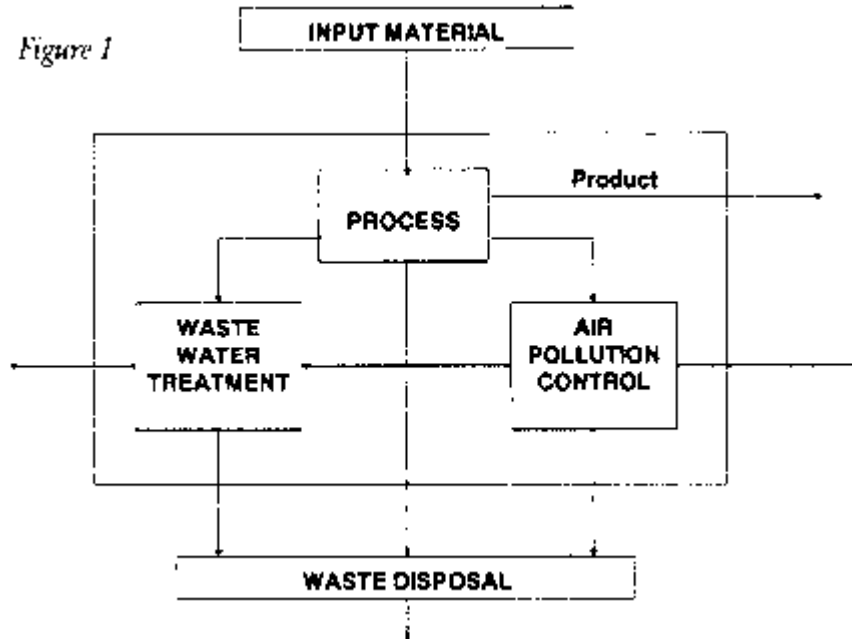 Figure 1
INPUT MATERIAL
Product
PROCESS
WASTE
WATER
TREATMENT
AIR
POLLUTION
CONTROL
WASTE DISPOSAL